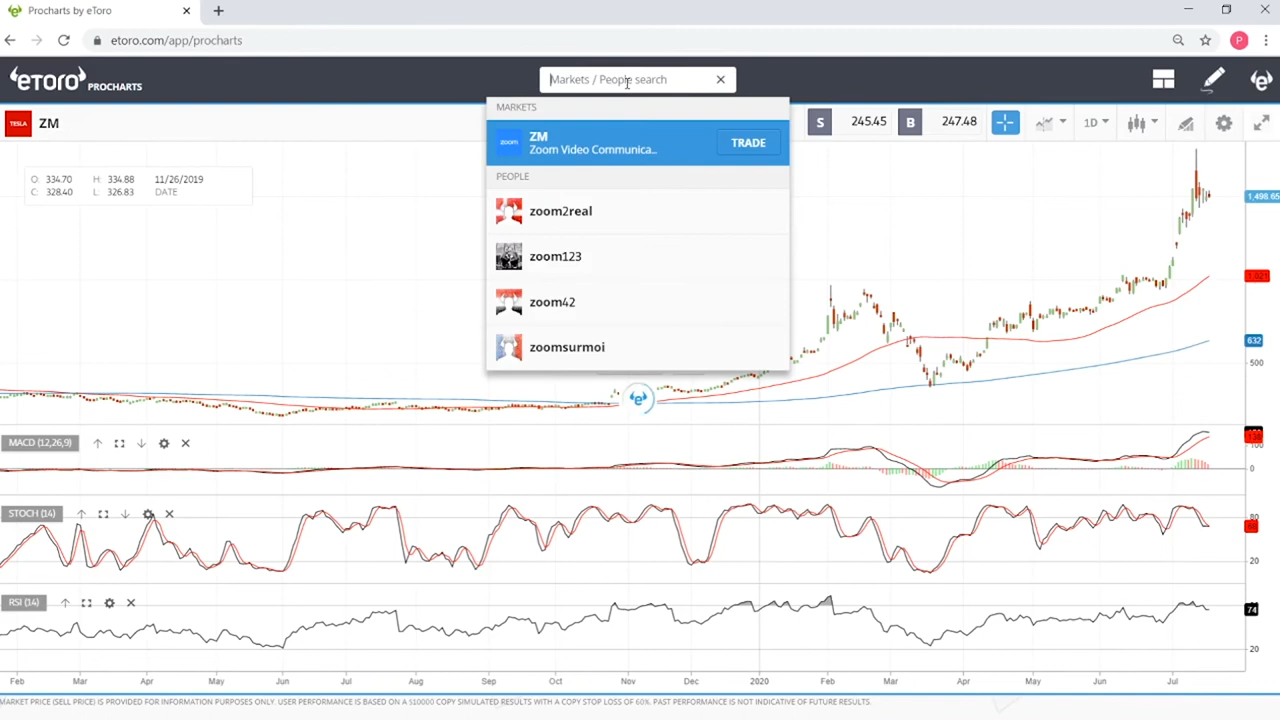 Procharts by eToro
etoro.com/app/procharts
P
eToro PROCHARTS
Markets / People search
TESLA
ZM
MARKETS
zoom
ZM
Zoom Video Communica...
TRADE
PEOPLE
zoom2real
zoom123
zoom42
zoomsurmoi
S 245.45 B 247.48
1D
O: 334.70 H: 334.88 11/26/2019
C: 328.40 L: 326.83 DATE
1,498.65
1,021
632
500
MACD (12,26,9)
100
0
STOCH (14)
80
20
RSI (14)
74
20
Feb Mar Apr May Jun Jul Aug Sep Oct Nov Dec 2020 Feb Mar Apr May Jun Jul
MARKET PRICE (SELL PRICE) IS PROVIDED FOR INFORMATION PURPOSES ONLY. USER PERFORMANCE IS BASED ON A $10000 COPY SIMULATED RESULTS WITH A COPY STOP LOSS OF 60%. PAST PERFORMANCE IS NOT INDICATIVE OF FUTURE RESULTS.